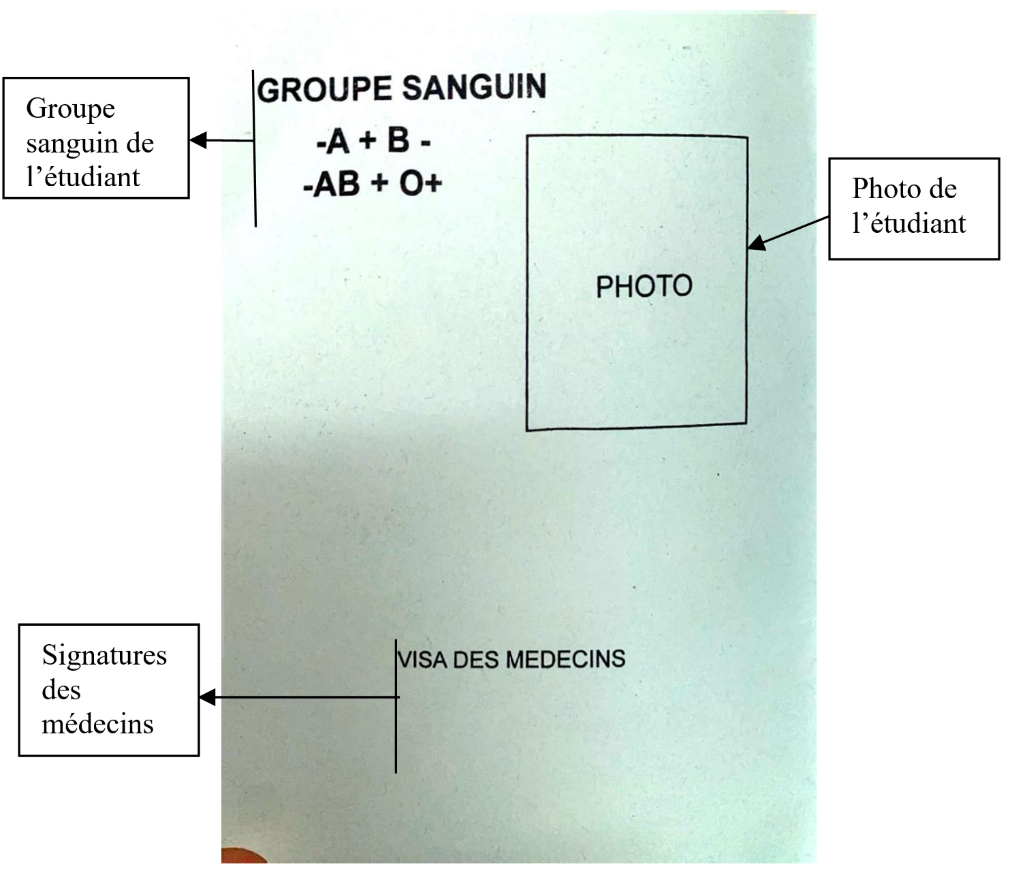 GROUPE SANGUIN
-A + B -
-AB + O+
PHOTO
VISA DES MEDECINS
Groupe
sanguin de
l’étudiant
Photo de
l’étudiant
Signatures
des
médecins